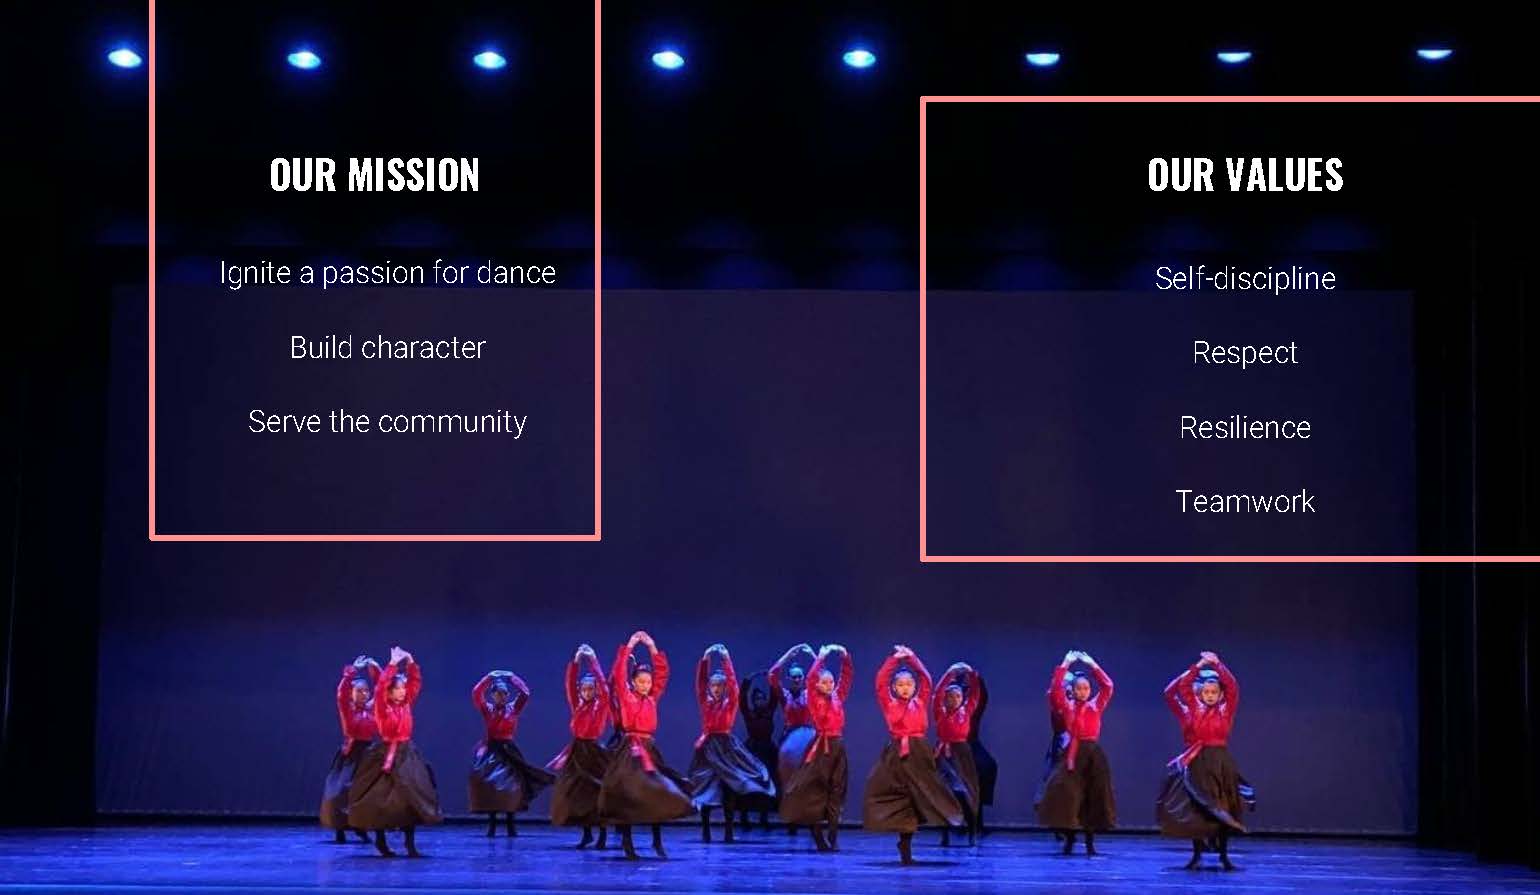 OUR MISSION
Ignite a passion for dance
Build character
Serve the community
OUR VALUES
Self-discipline
Respect
Resilience
Teamwork